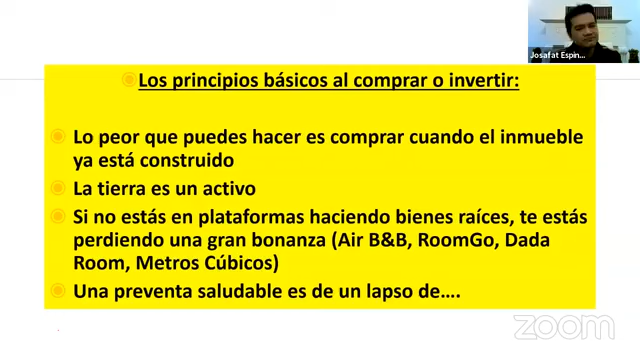 Josafat Espin...
Los principios básicos al comprar o invertir:
Lo peor que puedes hacer es comprar cuando el inmueble
ya está construido
La tierra es un activo
Si no estás en plataformas haciendo bienes raíces, te estás
perdiendo una gran bonanza (Air B&B, RoomGo, Dada
Room, Metros Cúbicos)
Una preventa saludable es de un lapso de....
zoom